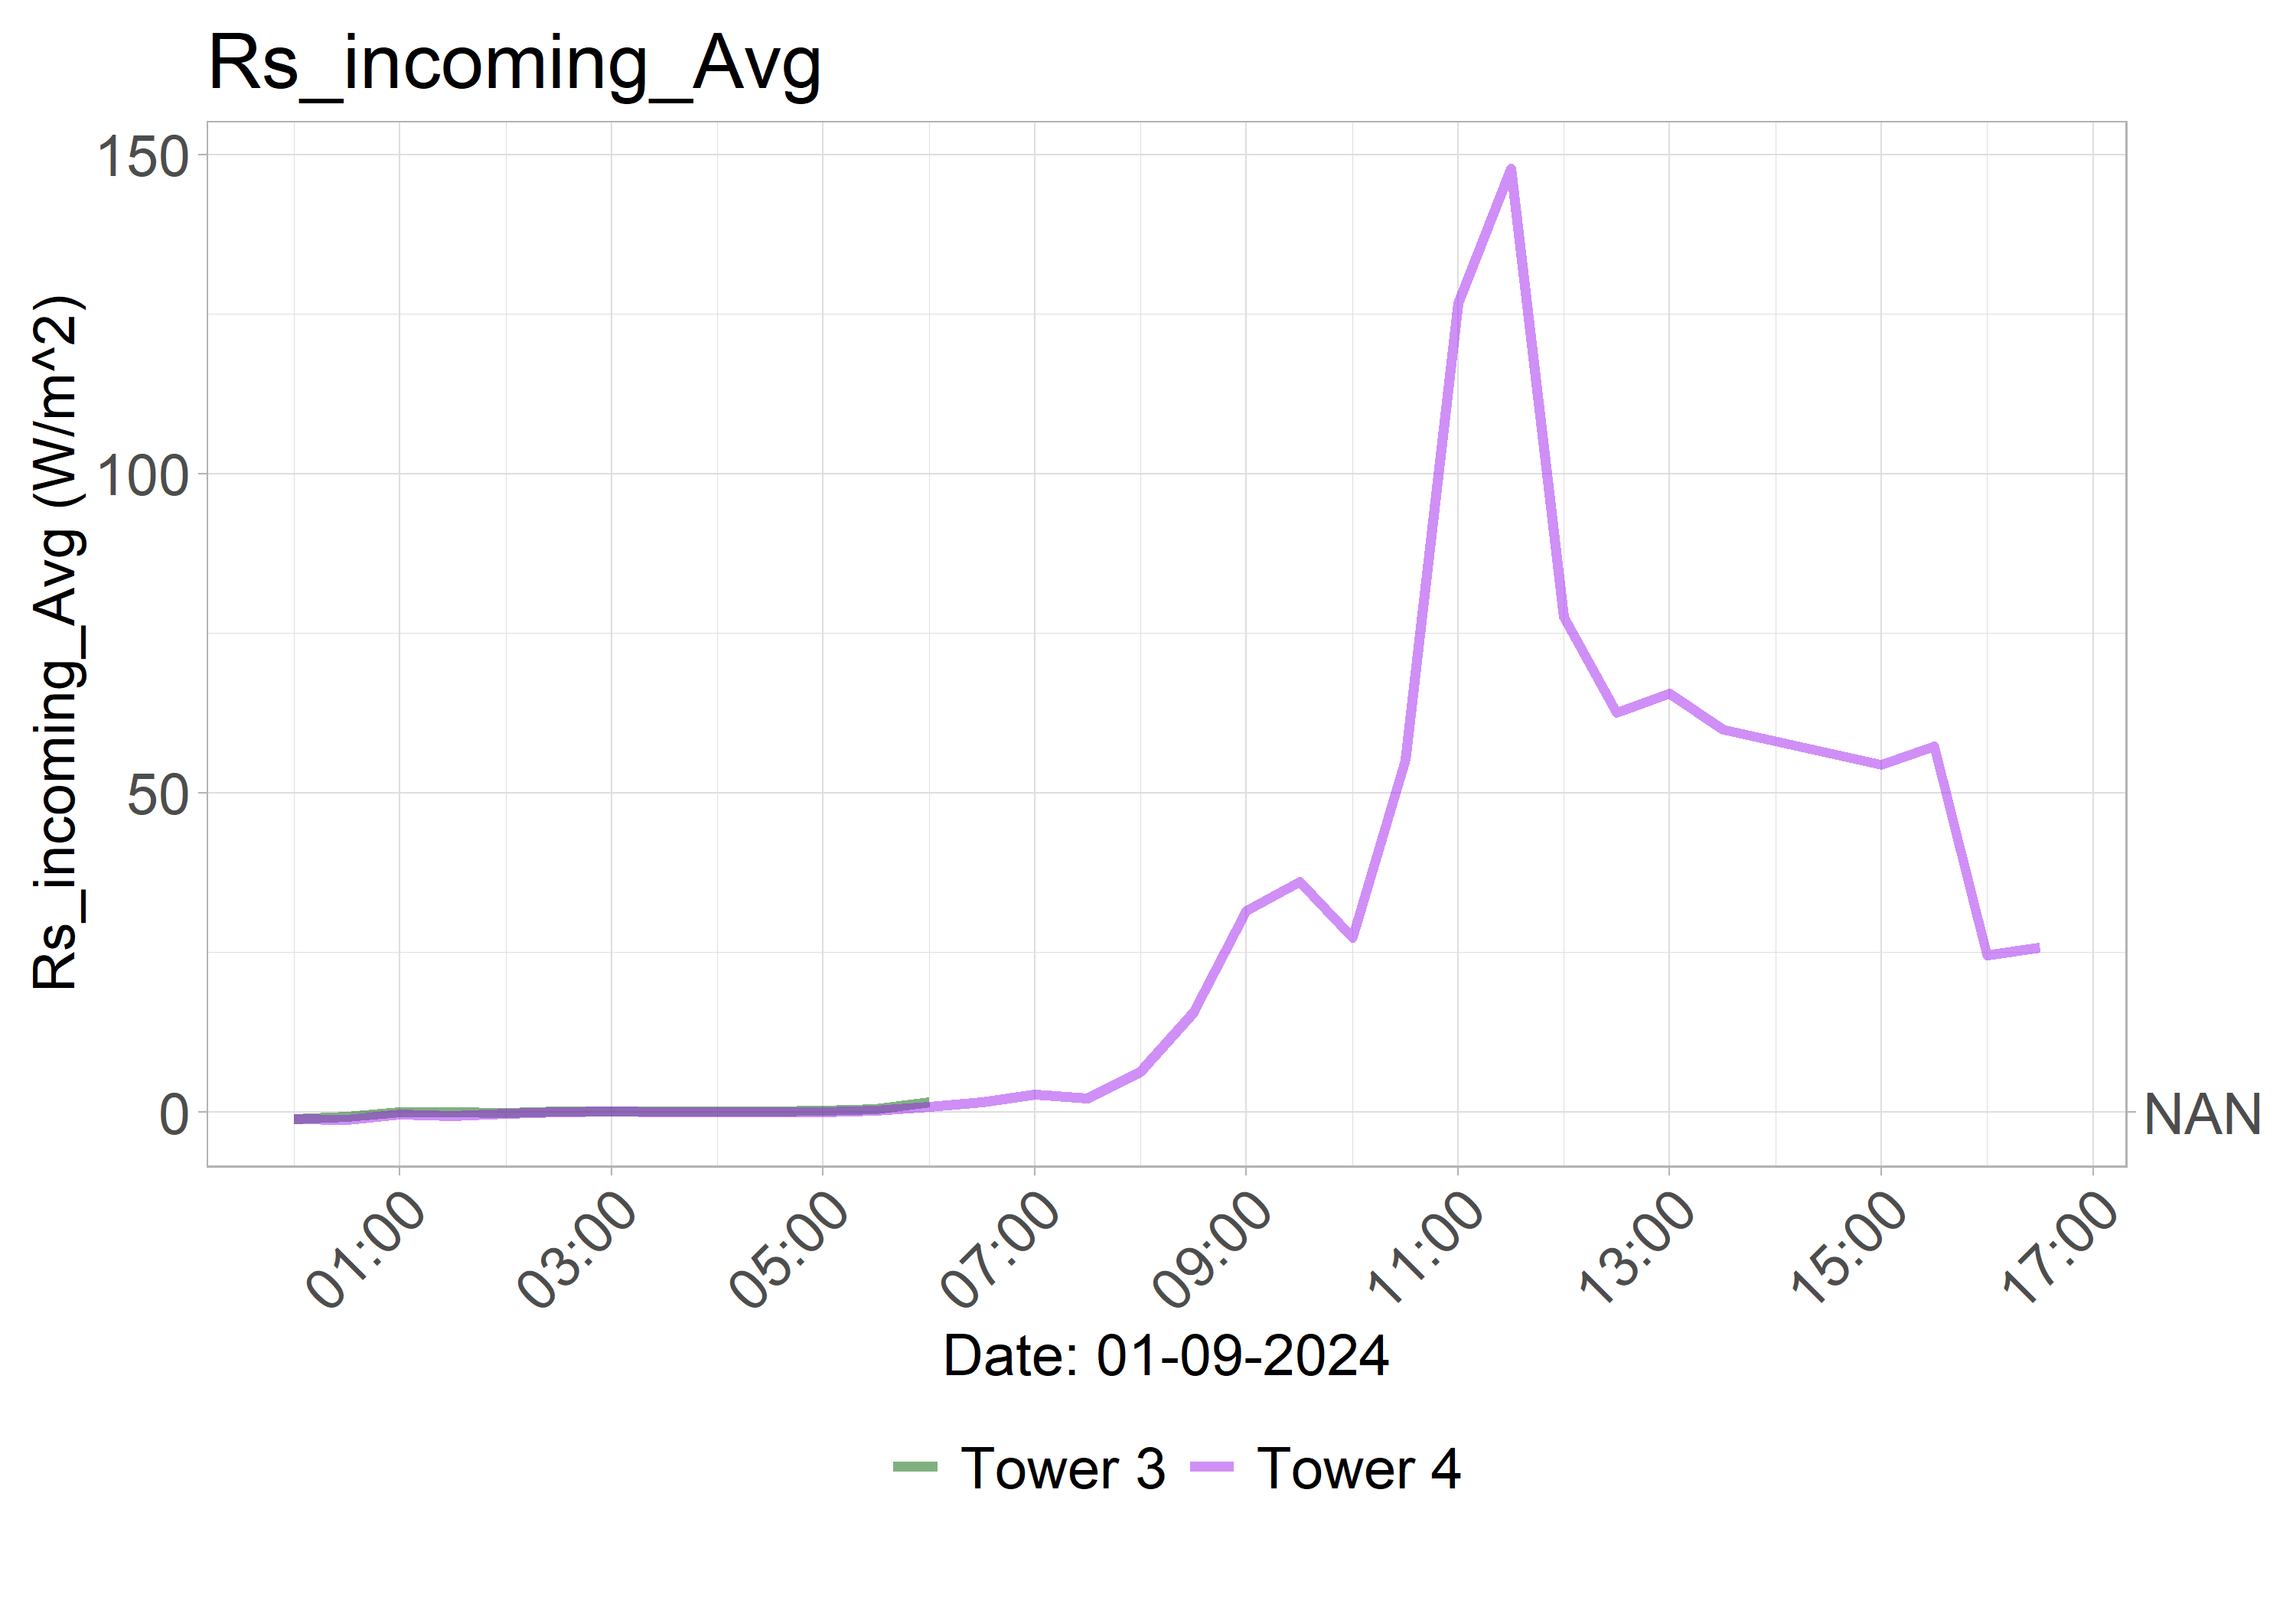 Rs_incoming_Avg
Rs_incoming_Avg (W/m^2)
150
100
50
0
NAN
01:00
03:00
05:00
07:00
09:00
11:00
13:00
15:00
17:00
Date: 01-09-2024
Tower 3
Tower 4